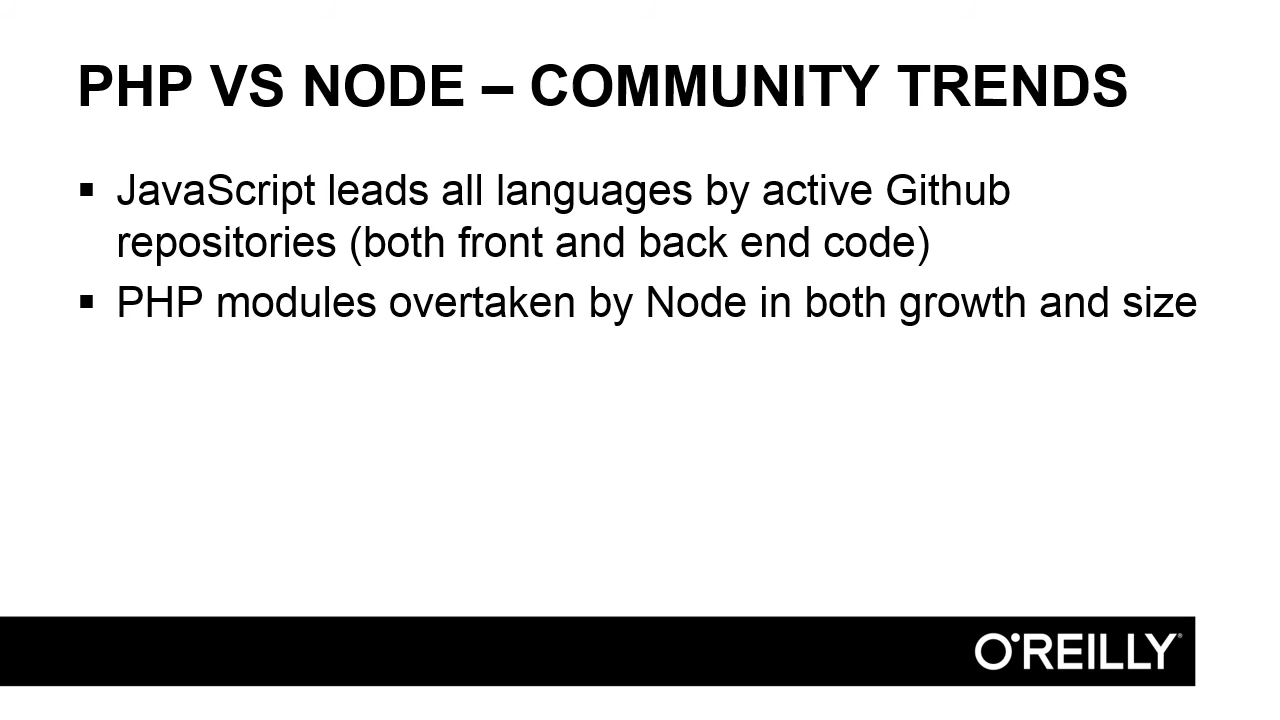 PHP VS NODE – COMMUNITY TRENDS
▪ JavaScript leads all languages by active Github
repositories (both front and back end code)
▪ PHP modules overtaken by Node in both growth and size
O'REILLY®